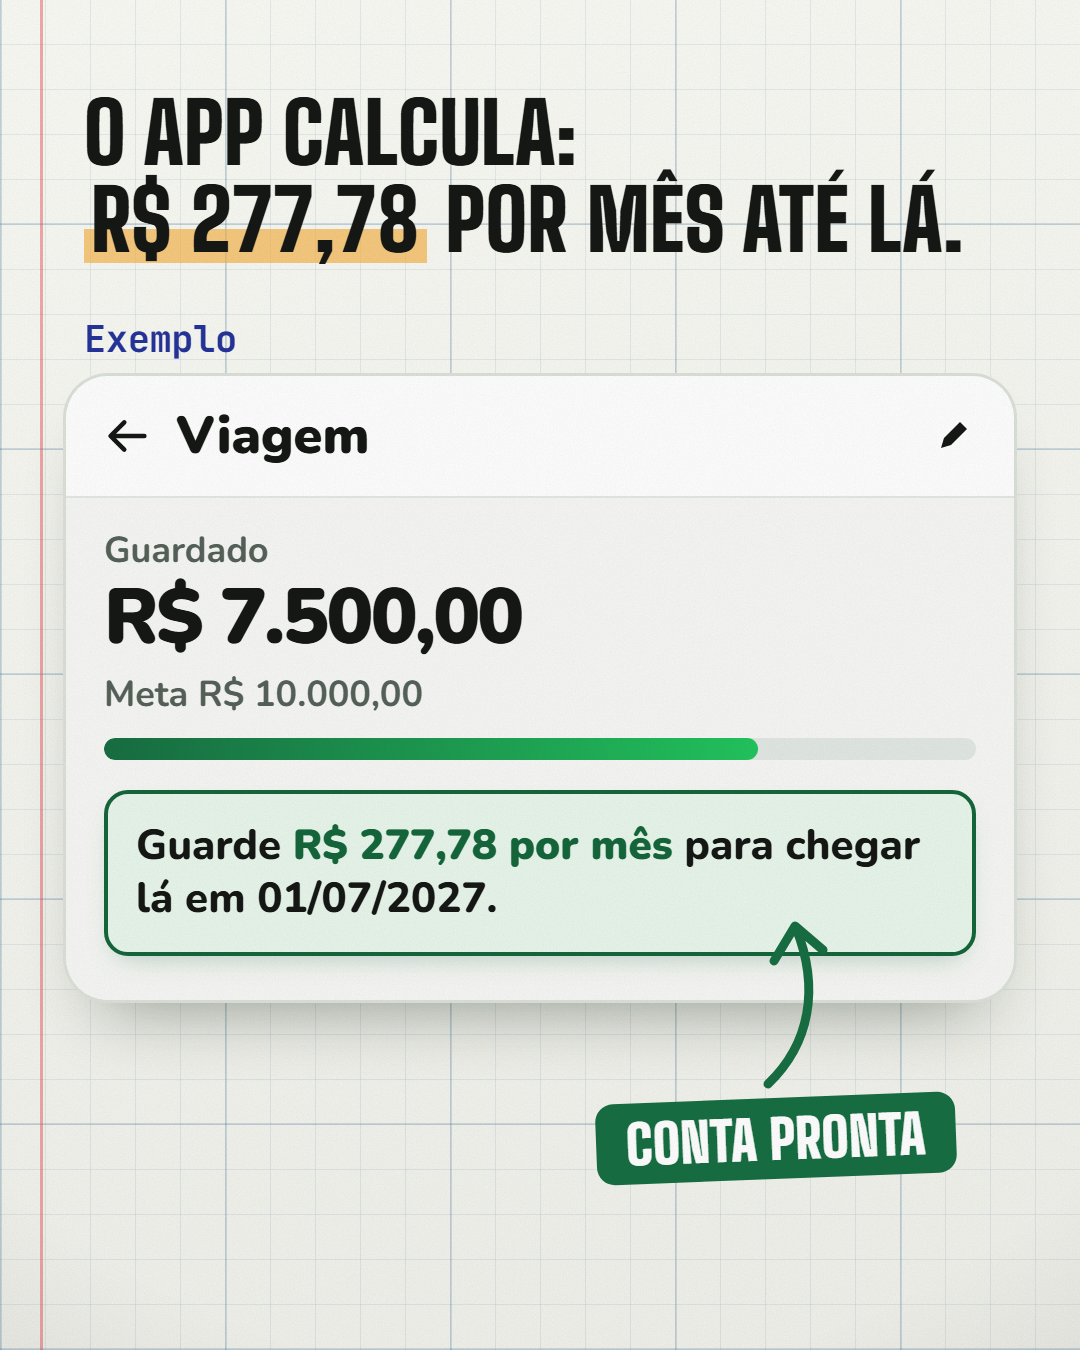 O APP CALCULA:
R$ 277,78 POR MÊS ATÉ LÁ.
Exemplo
Viagem
Guardado
R$ 7.500,00
Meta R$ 10.000,00
Guarde R$ 277,78 por mês para chegar
lá em 01/07/2027.
CONTA PRONTA